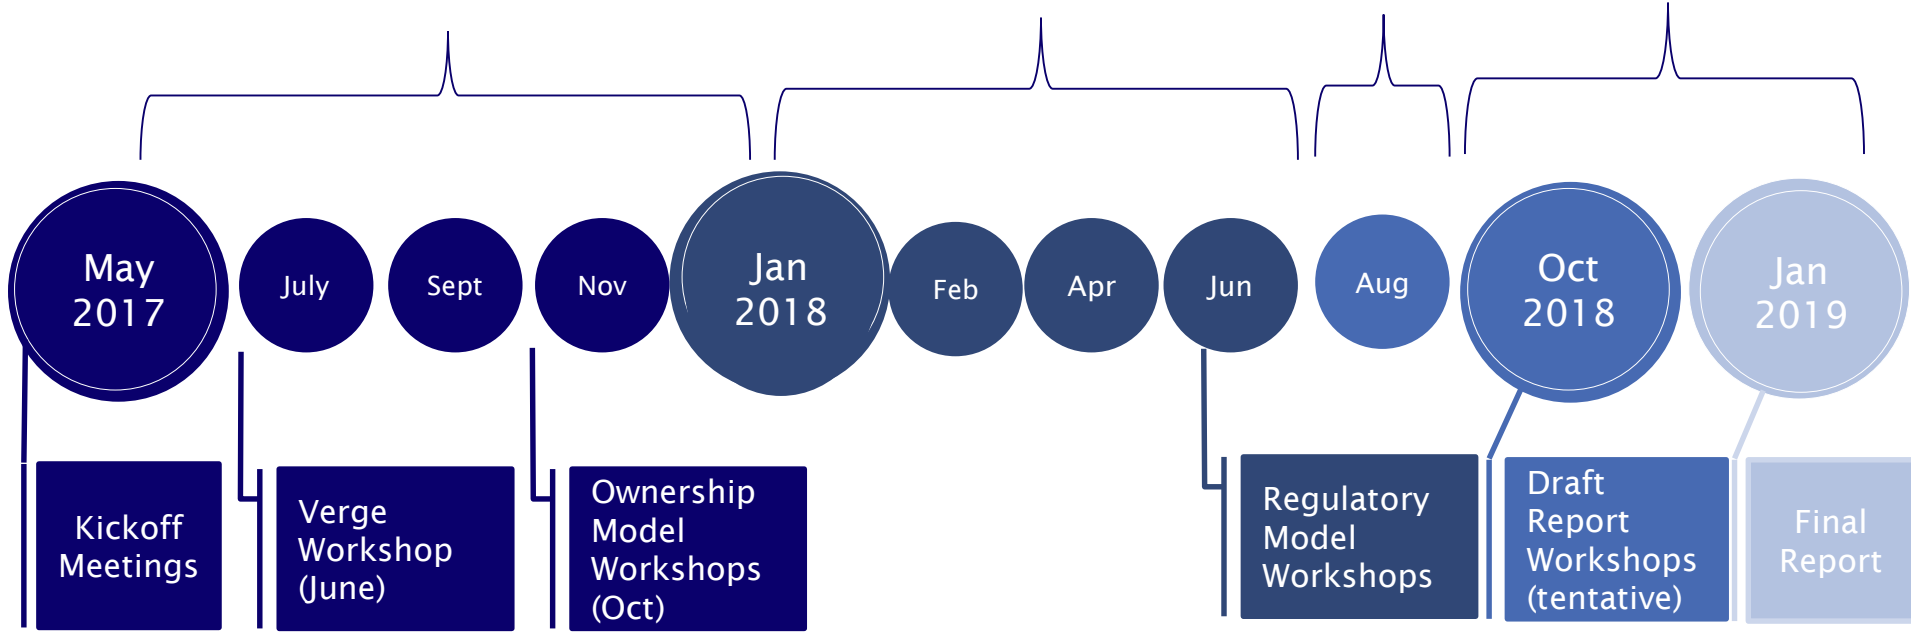 May
2017
July
Sept
Nov
Jan
2018
Feb
Apr
Jun
Aug
Oct
2018
Jan
2019
Kickoff
Meetings
Verge
Workshop
(June)
Ownership
Model
Workshops
(Oct)
Regulatory
Model
Workshops
Draft
Report
Workshops
(tentative)
Final
Report